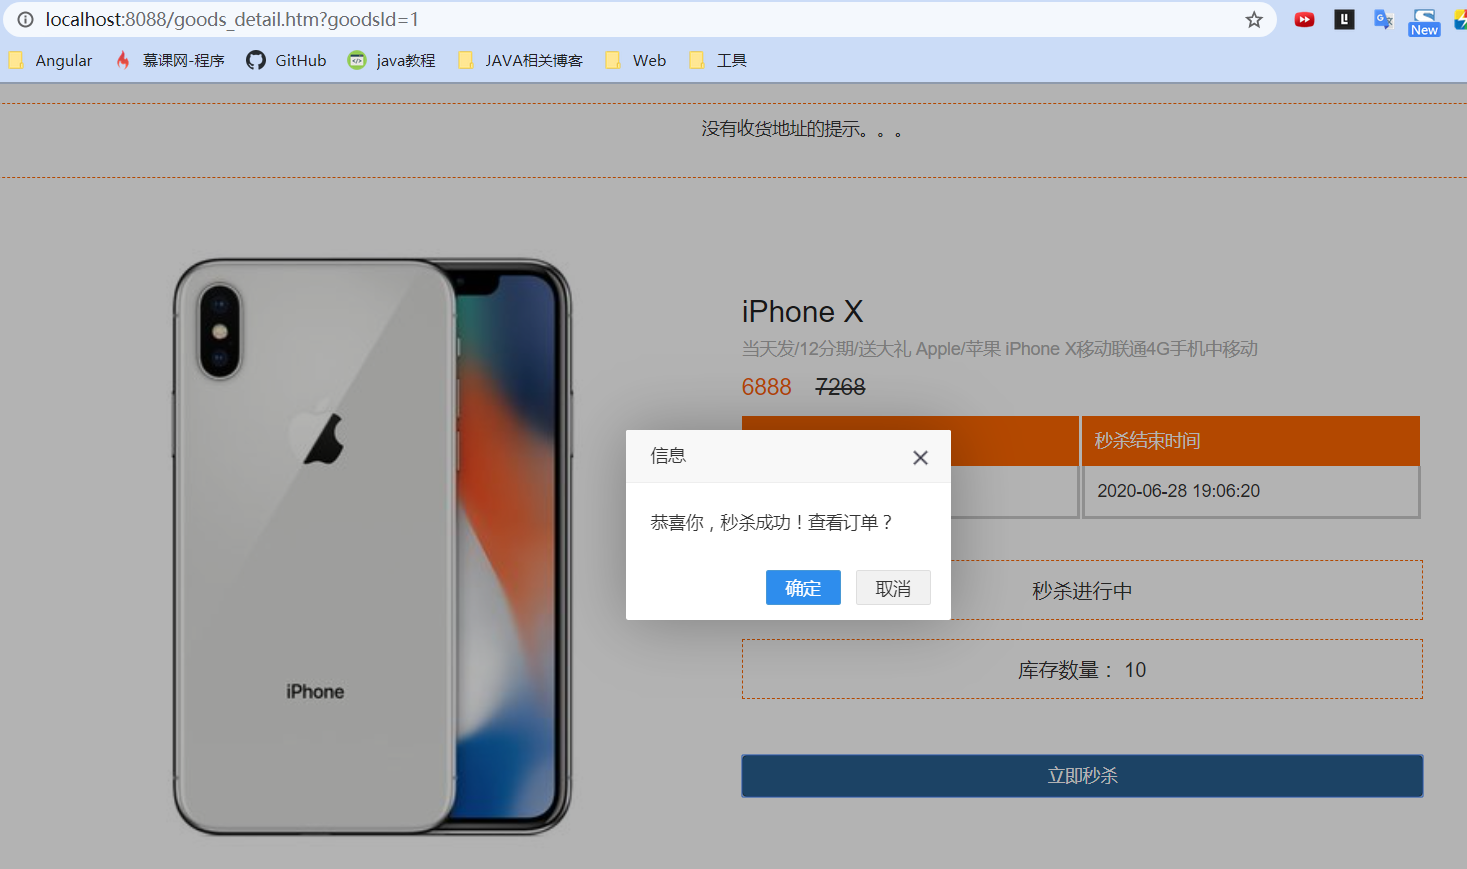 localhost:8088/goods_detail.htm?goodsId=1
New
Angular 慕课网-程序 GitHub java教程 JAVA相关博客 Web 工具
没有收货地址的提示。。。
iPhone X
当天发/12分期/送大礼 Apple/苹果 iPhone X移动联通4G手机中移动
6888 7268
秒杀结束时间
2020-06-28 19:06:20
信息
恭喜你，秒杀成功！查看订单？
确定 取消
秒杀进行中
库存数量： 10
iPhone
立即秒杀